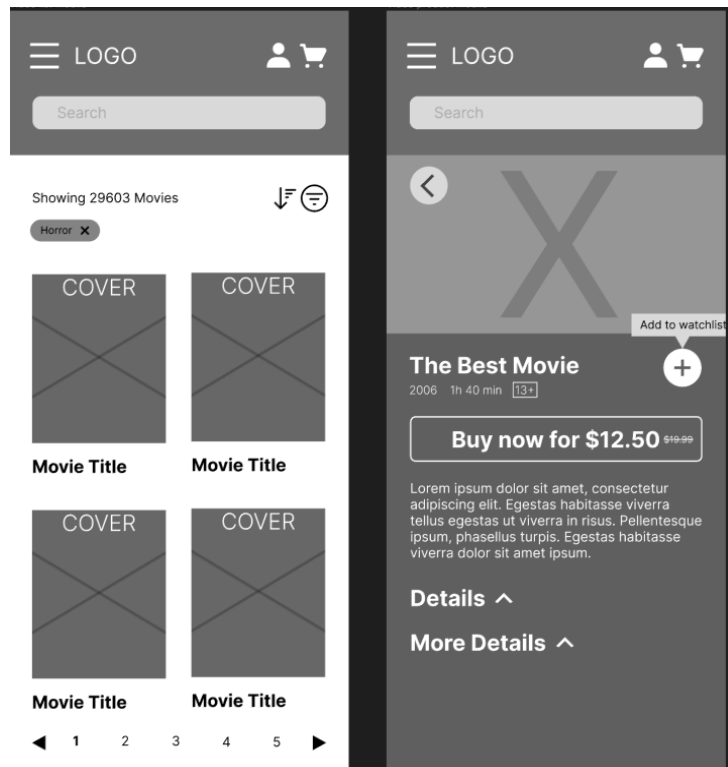 LOGO
Search
Showing 29603 Movies
Horror
COVER
COVER
Movie Title
Movie Title
COVER
COVER
Movie Title
Movie Title
1 2 3 4 5
LOGO
Search
X
Add to watchlist
The Best Movie
2006 1h 40 min 13+
Buy now for $12.50 $19.99
Lorem ipsum dolor sit amet, consectetur
adipiscing elit. Egestas habitasse viverra
tellus egestas ut viverra in risus. Pellentesque
ipsum, phasellus turpis. Egestas habitasse
viverra dolor sit amet ipsum.
Details
More Details